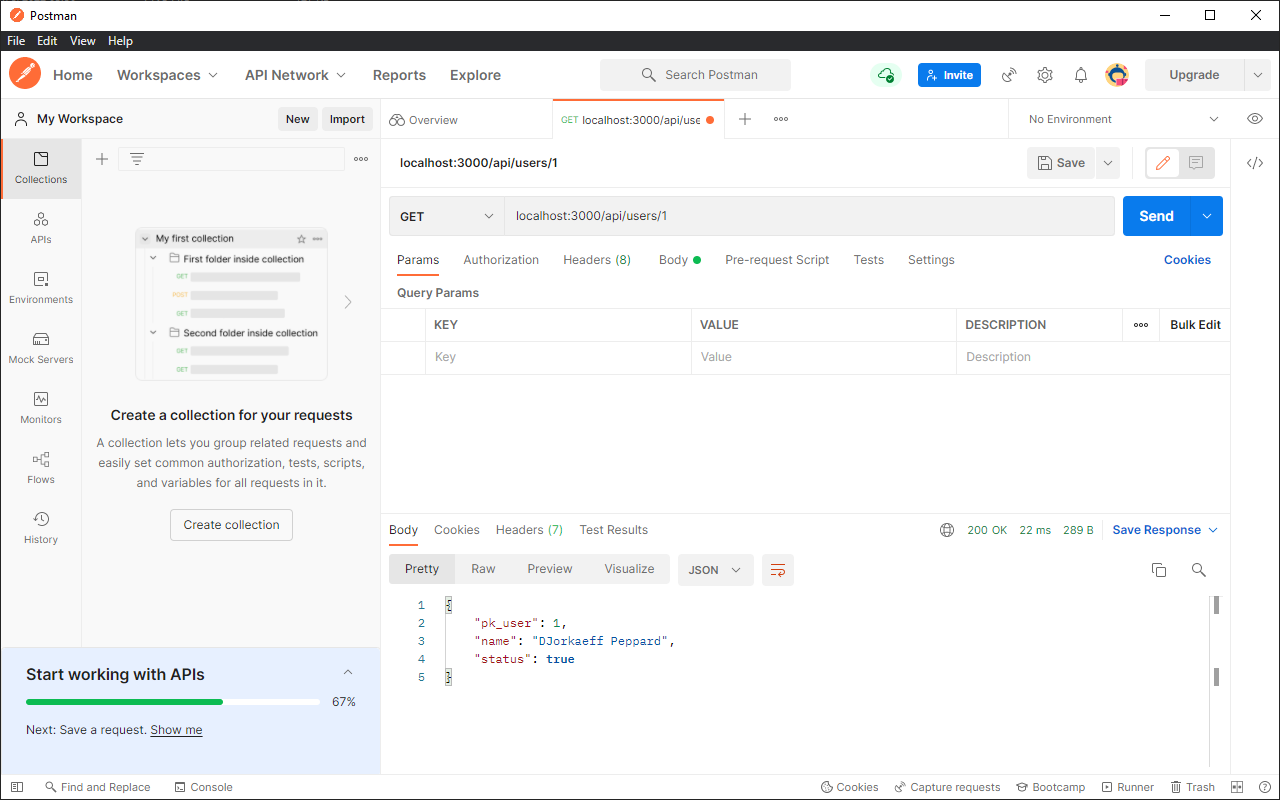 Postman
File Edit View Help
Home Workspaces API Network Reports Explore Search Postman Invite Upgrade
My Workspace New Import
Overview GET localhost:3000/api/use No Environment
Collections
APIs
Environments
Mock Servers
Monitors
Flows
History
My first collection
First folder inside collection
GET
POST
GET
Second folder inside collection
GET
GET
Create a collection for your requests
A collection lets you group related requests and
easily set common authorization, tests, scripts,
and variables for all requests in it.
Create collection
Start working with APIs
67%
Next: Save a request. Show me
localhost:3000/api/users/1 Save
GET localhost:3000/api/users/1 Send
Params Authorization Headers (8) Body Pre-request Script Tests Settings Cookies
Query Params
KEY VALUE DESCRIPTION Bulk Edit
Key Value Description
Body Cookies Headers (7) Test Results 200 OK 22 ms 289 B Save Response
Pretty Raw Preview Visualize JSON
1 {
2 "pk_user": 1,
3 "name": "DJorkaeff Peppard",
4 "status": true
5 }
Find and Replace Console Cookies Capture requests Bootcamp Runner Trash